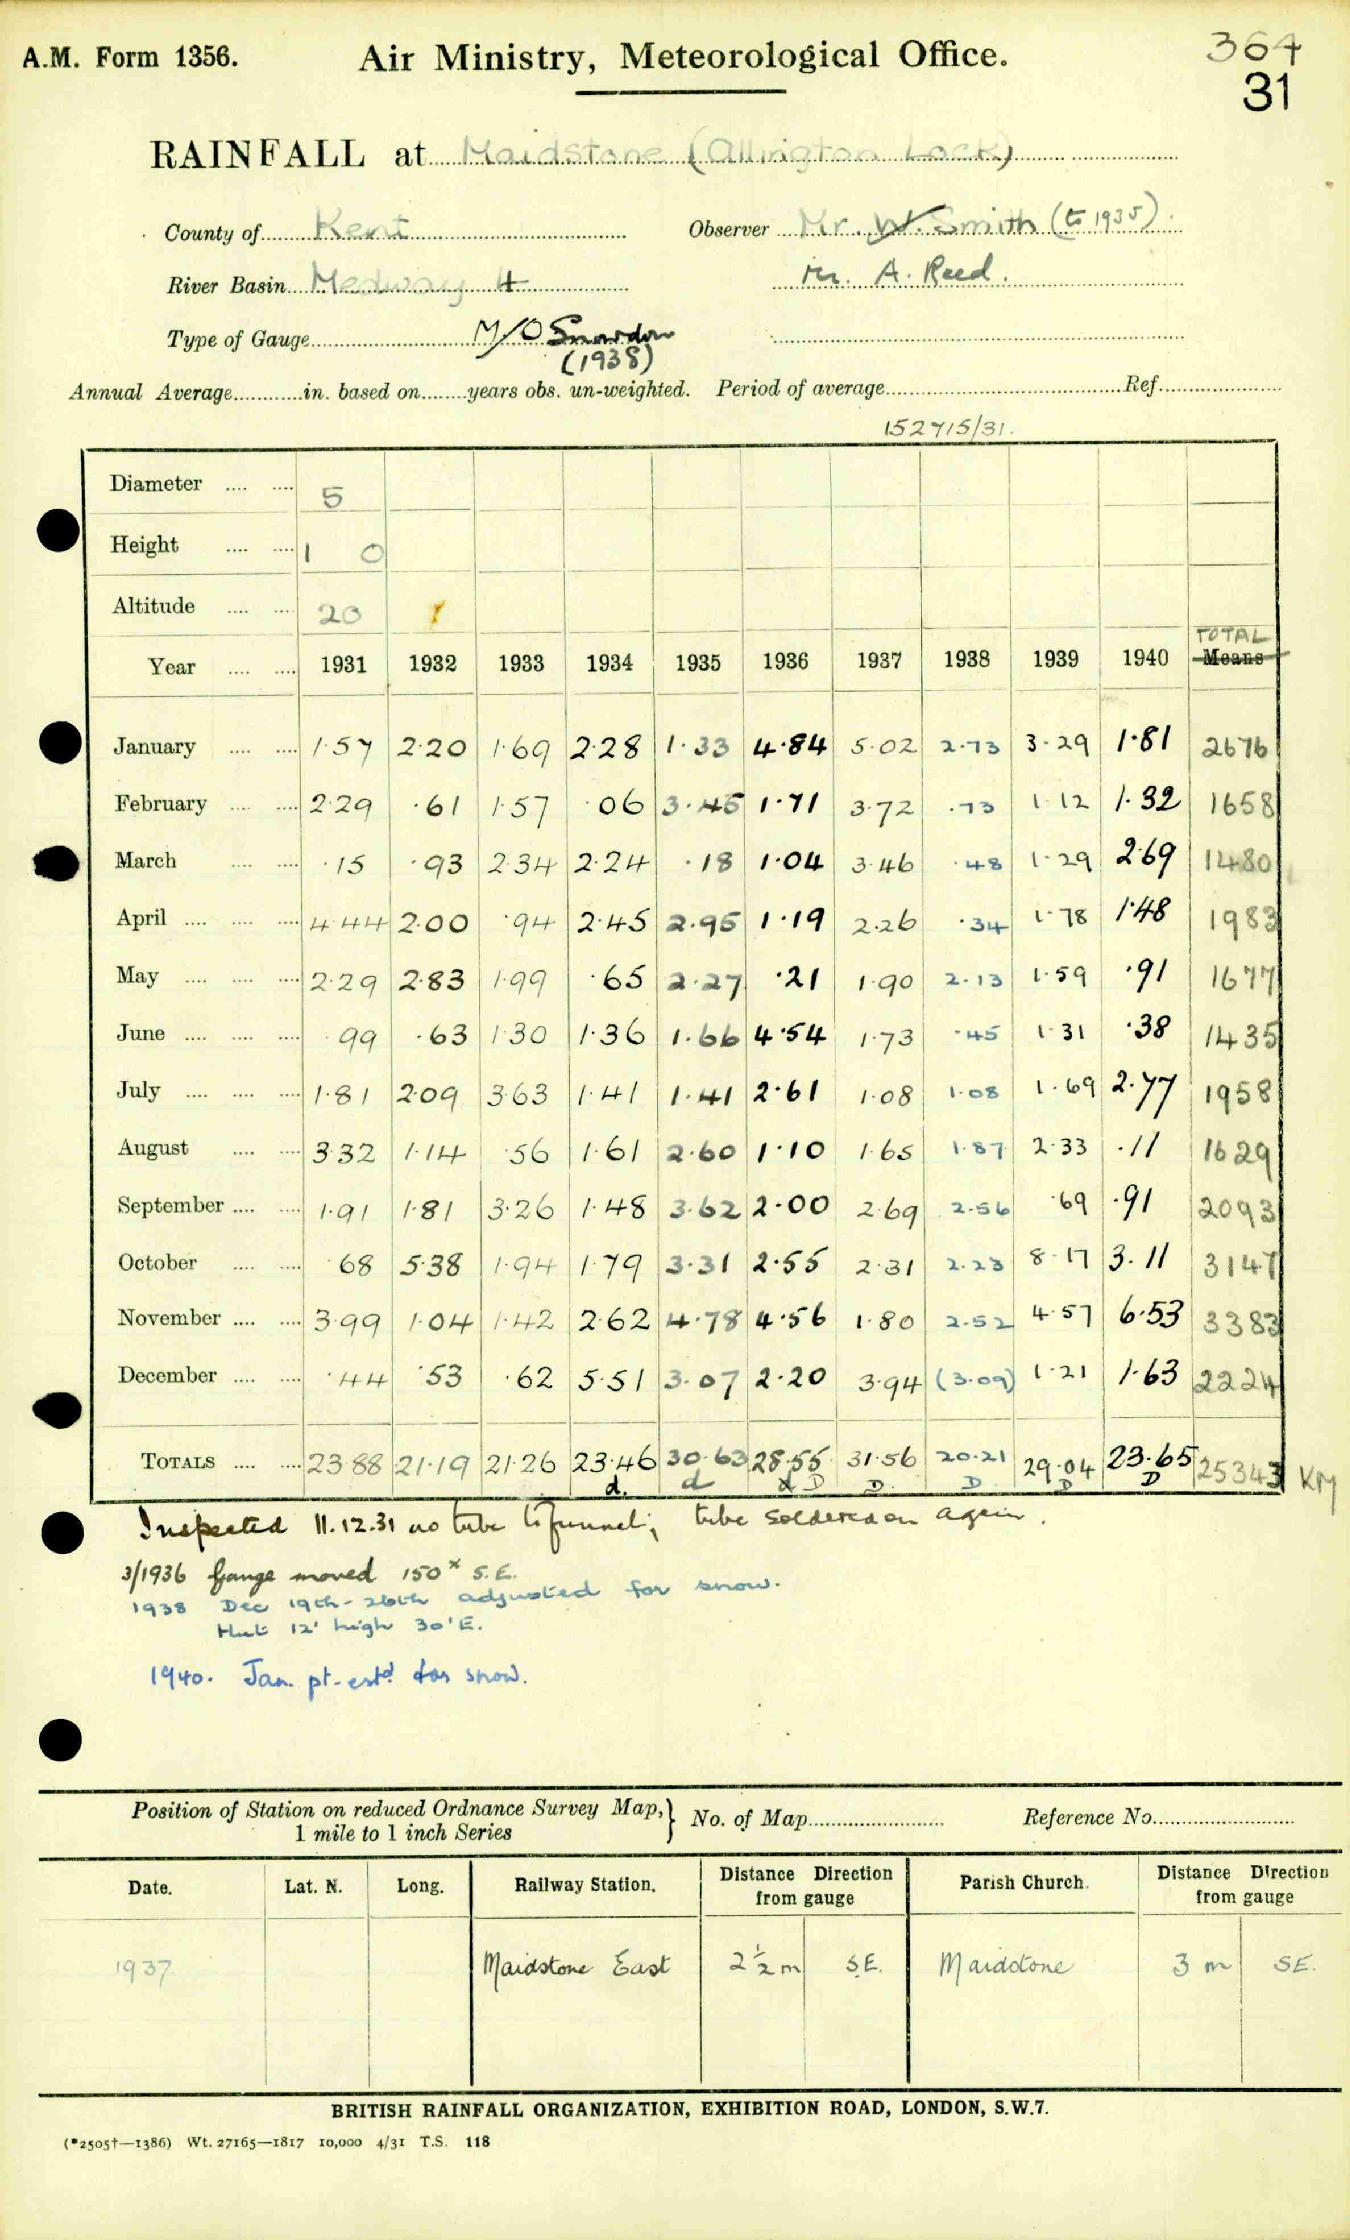 A.M. Form 1356. Air Ministry, Meteorological Office. 364
31
RAINFALL at Maidstone (Allington Lock)
County of Kent Observer Mr. W. Smith (to 1935).
River Basin Medway 4 Mr. A. Reed.
Type of Gauge M/O Snowdon
(1938)
Annual Average in. based on years obs. un-weighted. Period of average Ref.
152715/31.
Diameter 5
Height 1 0
Altitude 20
TOTAL
Year 1931 1932 1933 1934 1935 1936 1937 1938 1939 1940 Means
January 1.57 2.20 1.69 2.28 1.33 4.84 5.02 2.73 3.29 1.81 2676
February 2.29 .61 1.57 .06 3.45 1.71 3.72 .73 1.12 1.32 1658
March .15 .93 2.34 2.24 .18 1.04 3.46 .48 1.29 2.69 1480
April 4.44 2.00 .94 2.45 2.95 1.19 2.26 .34 1.78 1.48 1983
May 2.29 2.83 1.99 .65 2.27 .21 1.90 2.13 1.59 .91 1677
June .99 .63 1.30 1.36 1.66 4.54 1.73 .45 1.31 .38 1435
July 1.81 2.09 3.63 1.41 1.41 2.61 1.08 1.08 1.69 2.77 1958
August 3.32 1.14 .56 1.61 2.60 1.10 1.65 1.87 2.33 .11 1629
September 1.91 1.81 3.26 1.48 3.62 2.00 2.69 2.56 .69 .91 2093
October .68 5.38 1.94 1.79 3.31 2.55 2.31 2.23 8.17 3.11 3147
November 3.99 1.04 1.42 2.62 4.78 4.56 1.80 2.52 4.57 6.53 3383
December .44 .53 .62 5.51 3.07 2.20 3.94 (3.09) 1.21 1.63 2224
TOTALS 23.88 21.19 21.26 23.46 30.63 28.55 31.56 20.21 29.04 23.65 25343 KM
d. d d D D D D D
Inspected 11.12.31 no tube to funnel; tube soldered on again.
3/1936 Gauge moved 150x S.E.
1938 Dec 19th - 26th adjusted for snow.
Hut 12' high 30' E.
1940. Jan. pt. estd for snow.
Position of Station on reduced Ordnance Survey Map, } No. of Map Reference No.
1 mile to 1 inch Series
Date. Lat. N. Long. Railway Station. Distance Direction from gauge Parish Church. Distance Direction from gauge
1937 Maidstone East 2 1/2 m S.E. Maidstone 3 m SE.
BRITISH RAINFALL ORGANIZATION, EXHIBITION ROAD, LONDON, S.W.7.
(*2505†—1386) Wt. 27165—1817 10,000 4/31 T.S. 118